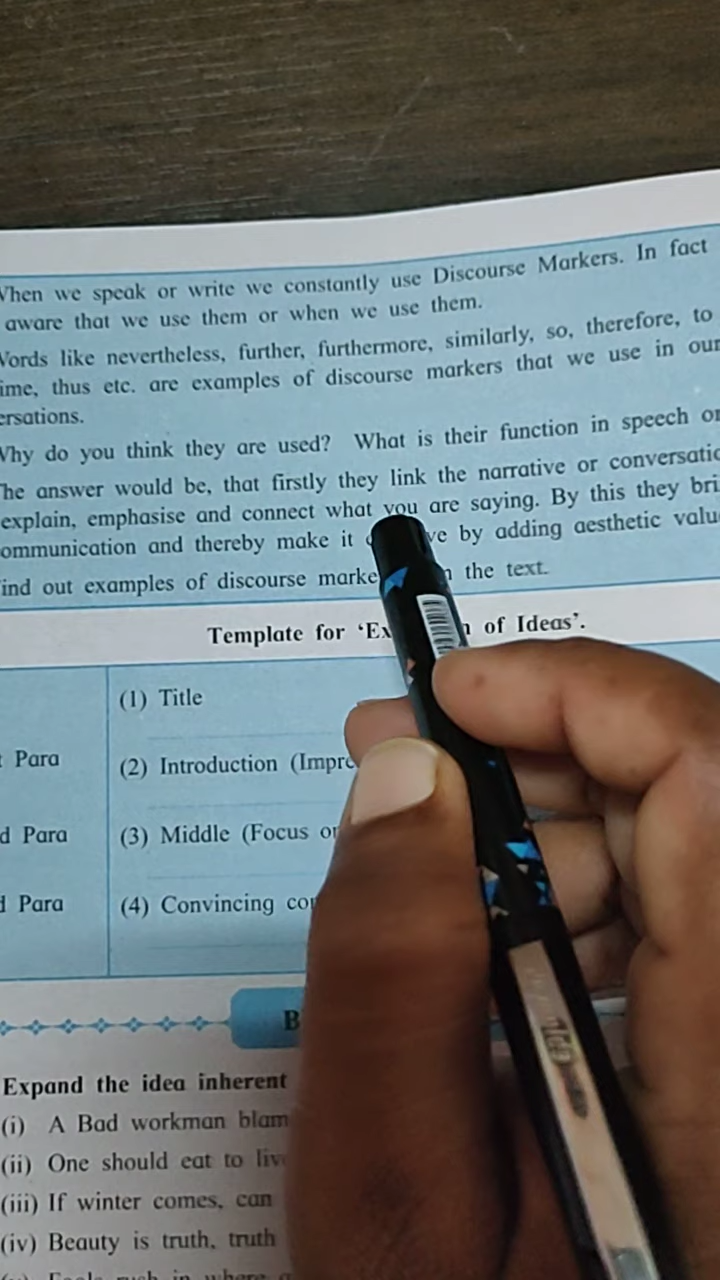 When we speak or write we constantly use Discourse Markers. In fact
aware that we use them or when we use them.
Words like nevertheless, further, furthermore, similarly, so, therefore, to
ime, thus etc. are examples of discourse markers that we use in our
ersations.
Why do you think they are used? What is their function in speech or
The answer would be, that firstly they link the narrative or conversatio
explain, emphasise and connect what you are saying. By this they bri
ommunication and thereby make it by adding aesthetic valu
ind out examples of discourse marke the text.
Template for 'Ex of Ideas'.
(1) Title
Para
(2) Introduction (Impre
d Para
(3) Middle (Focus on
d Para
(4) Convincing con
B
Expand the idea inherent
(i) A Bad workman blam
(ii) One should eat to liv
(iii) If winter comes, can
(iv) Beauty is truth, truth